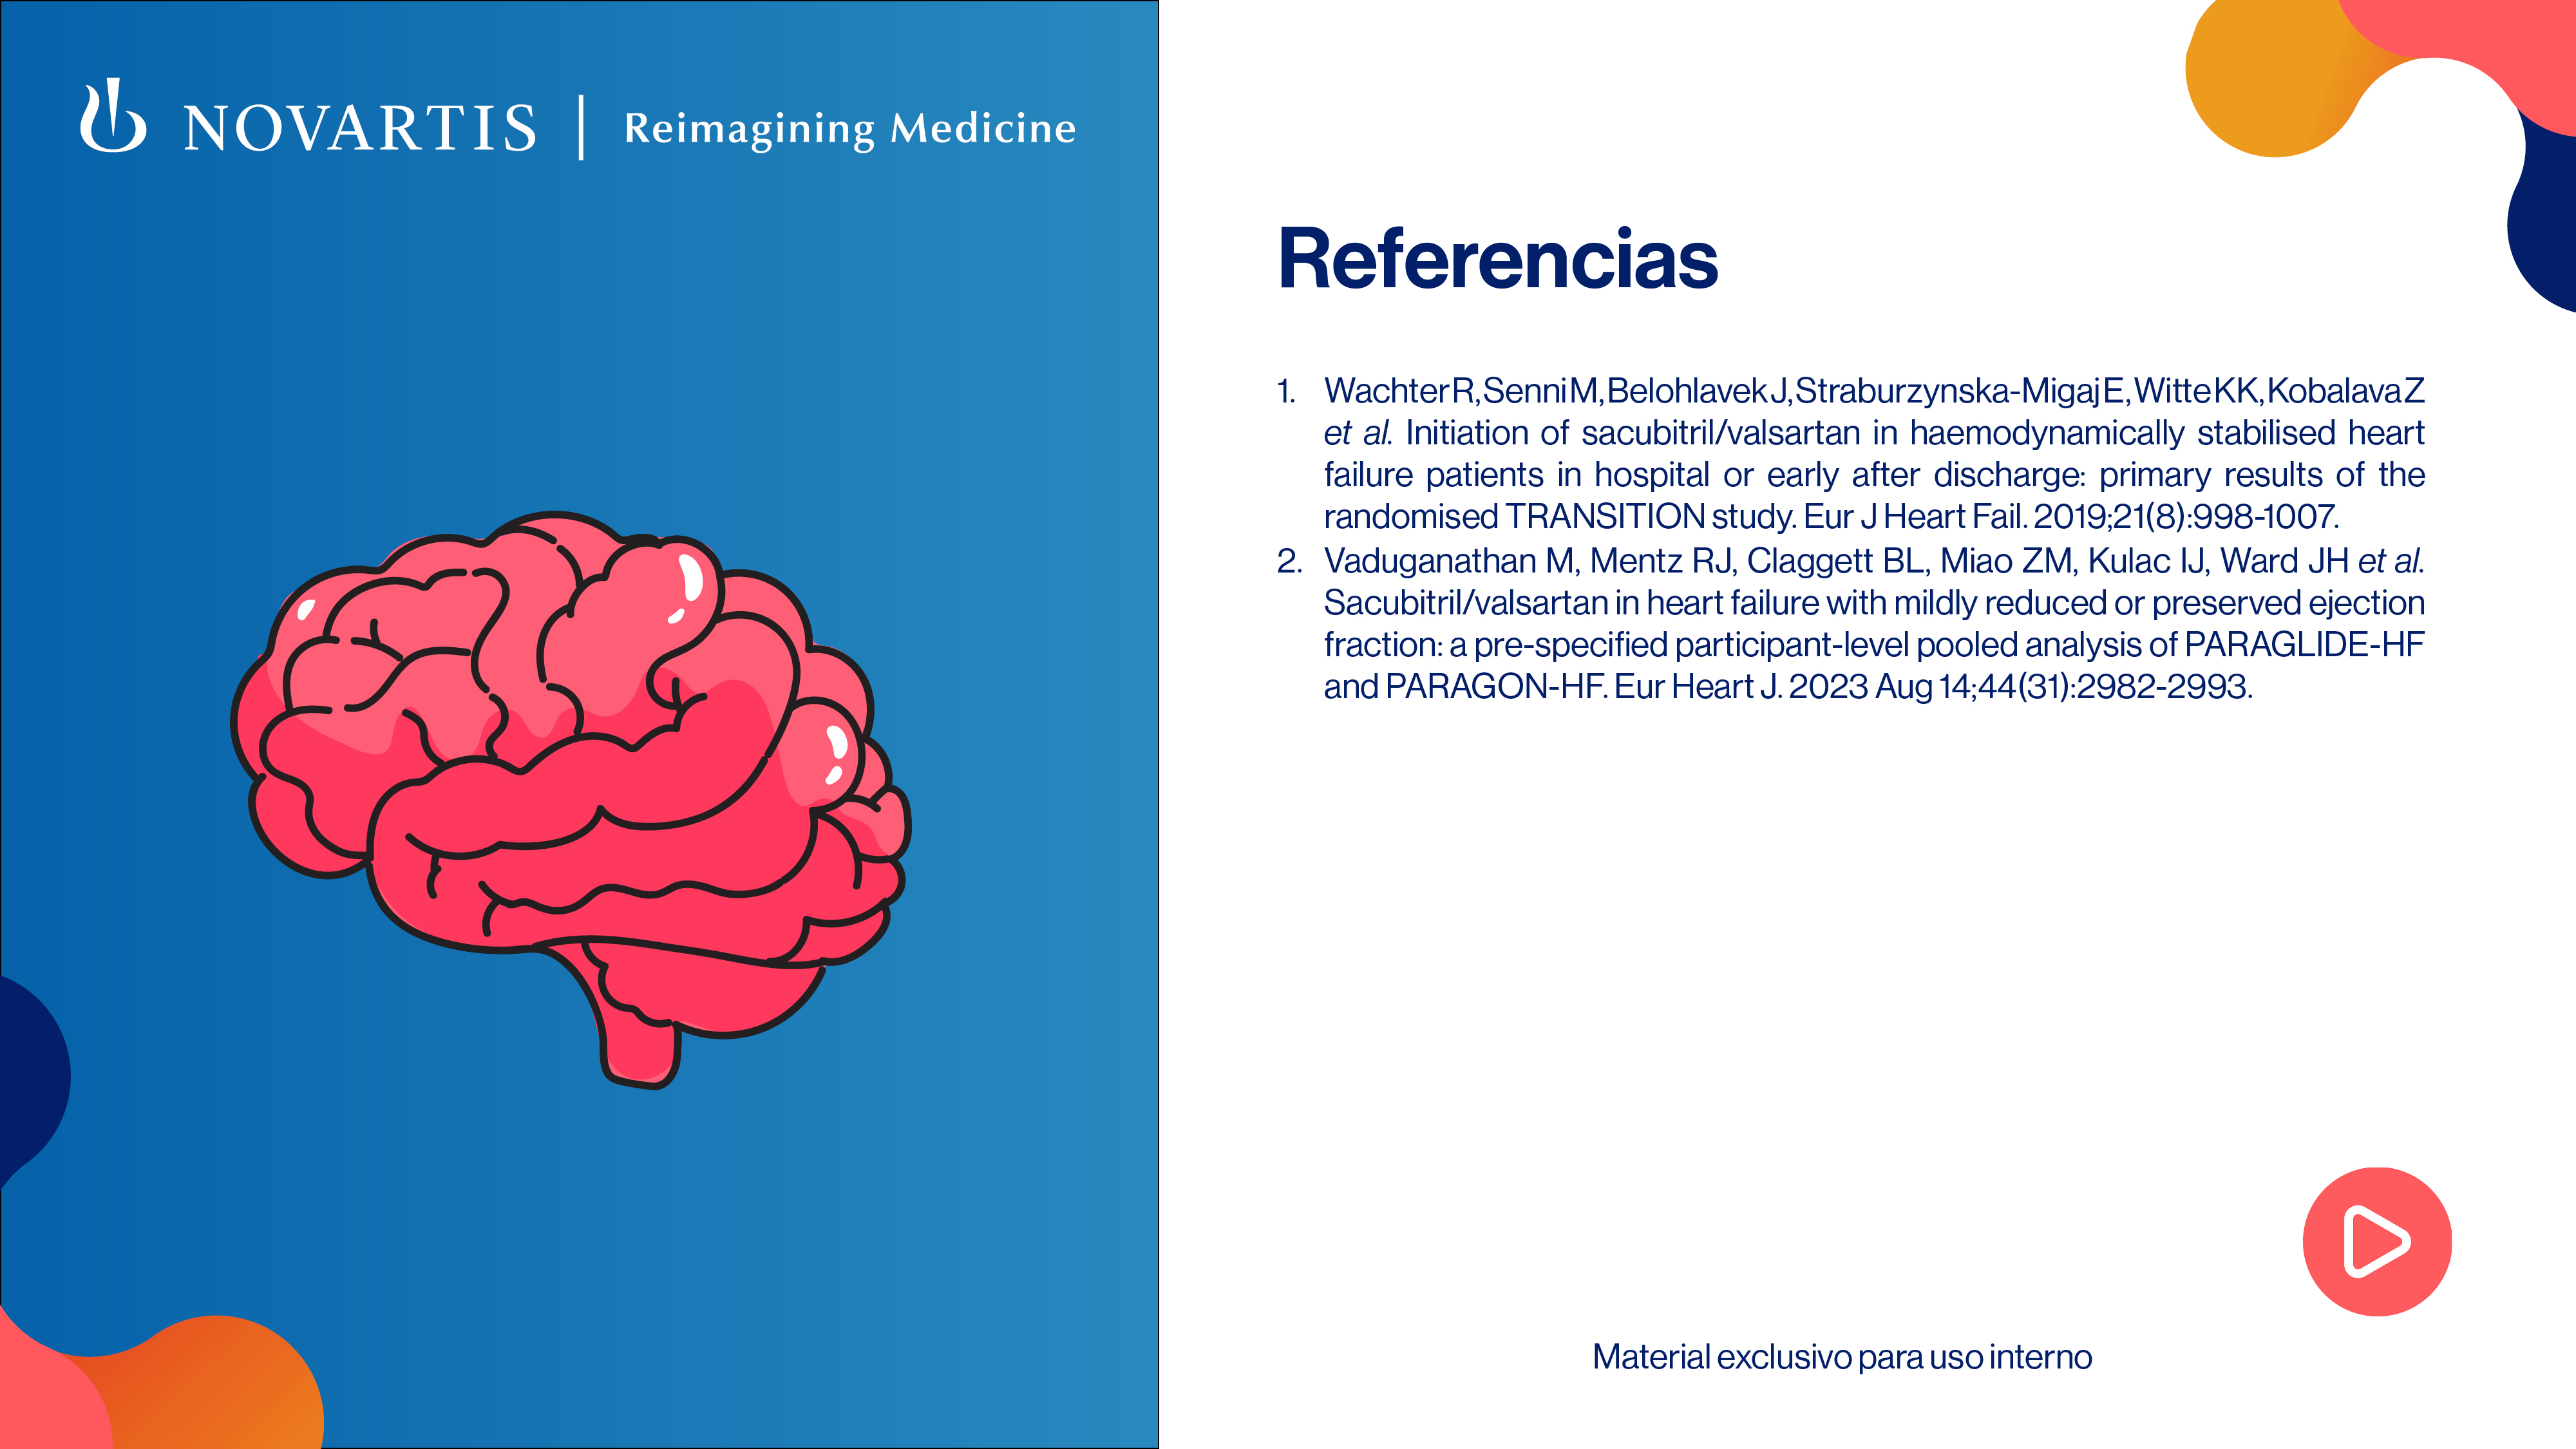 NOVARTIS | Reimagining Medicine
Referencias
1. Wachter R, Senni M, Belohlavek J, Straburzynska-Migaj E, Witte KK, Kobalava Z
et al. Initiation of sacubitril/valsartan in haemodynamically stabilised heart
failure patients in hospital or early after discharge: primary results of the
randomised TRANSITION study. Eur J Heart Fail. 2019;21(8):998-1007.
2. Vaduganathan M, Mentz RJ, Claggett BL, Miao ZM, Kulac IJ, Ward JH et al.
Sacubitril/valsartan in heart failure with mildly reduced or preserved ejection
fraction: a pre-specified participant-level pooled analysis of PARAGLIDE-HF
and PARAGON-HF. Eur Heart J. 2023 Aug 14;44(31):2982-2993.
Material exclusivo para uso interno